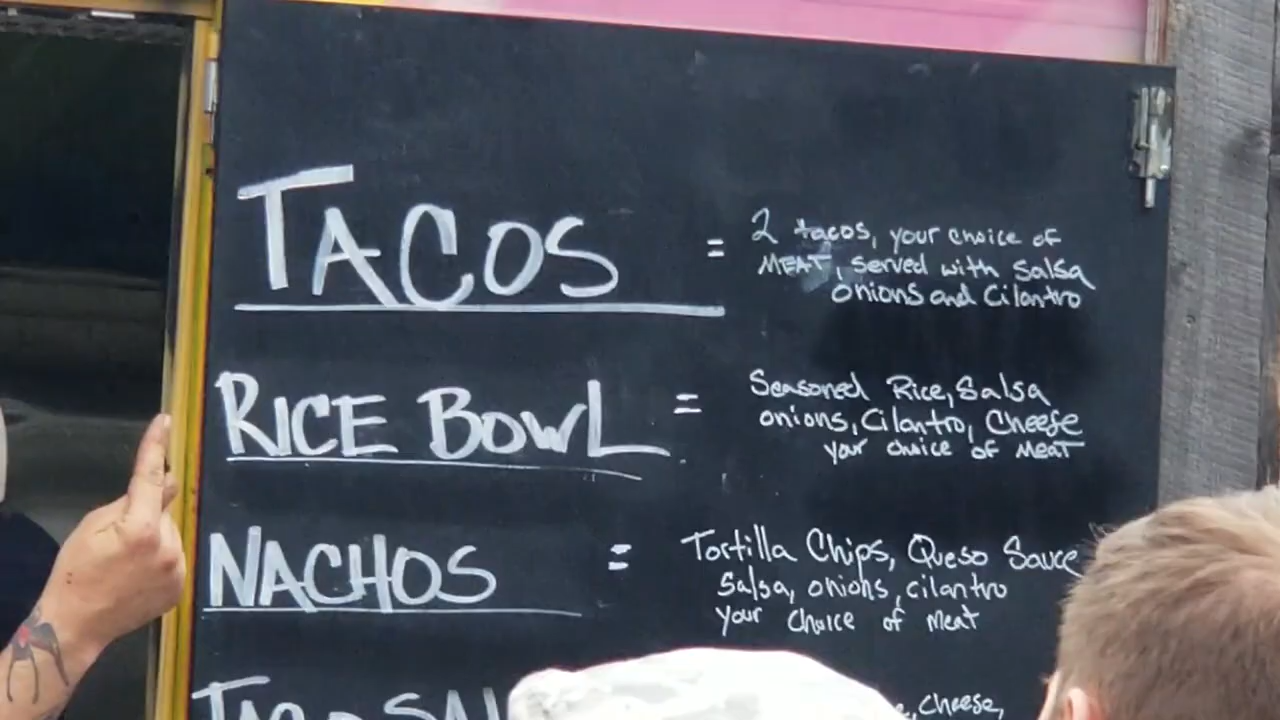 TACOS
= 2 tacos, your choice of
MEAT, served with Salsa
onions and Cilantro
RICE BOWL
= Seasoned Rice, Salsa
onions, Cilantro, Cheese
your choice of MeaT
NACHOS
= Tortilla Chips, Queso Sauce
Salsa, onions, cilantro
your choice of meat
TACO
cheese,